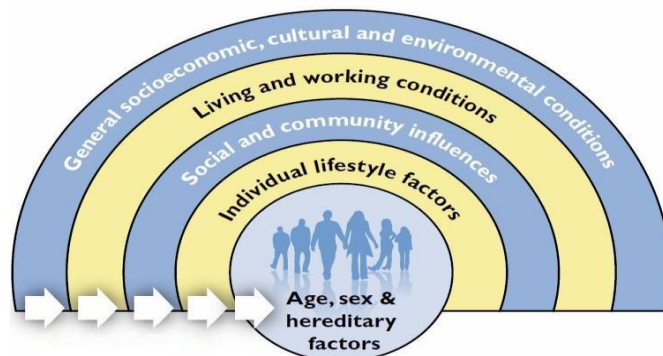 General socioeconomic, cultural and environmental conditions
Living and working conditions
Social and community influences
Individual lifestyle factors
Age, sex &
hereditary
factors